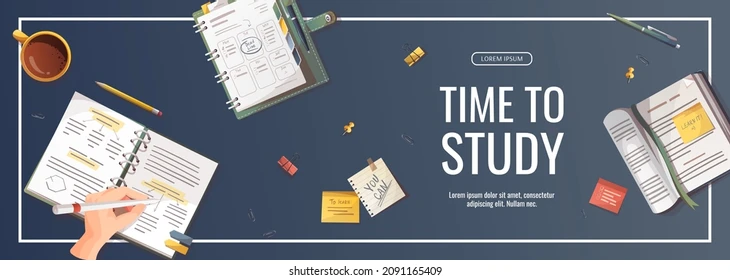 LOREM IPSUM
TIME TO
STUDY
Lorem ipsum dolor sit amet, consectetur
adipiscing elit. Nullam nec.
YOU
CAN
TO LEARN
shutterstock.com · 2091165409